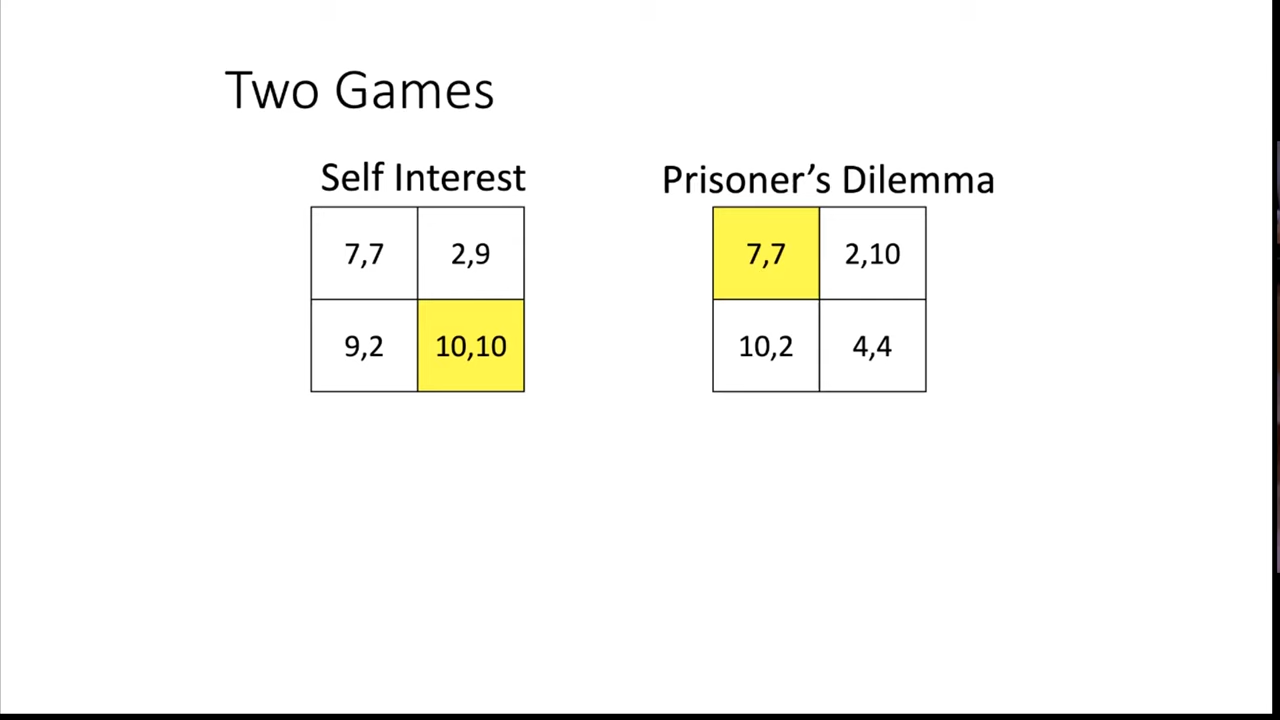 Two Games
Self Interest
7,7 2,9
9,2 10,10
Prisoner’s Dilemma
7,7 2,10
10,2 4,4